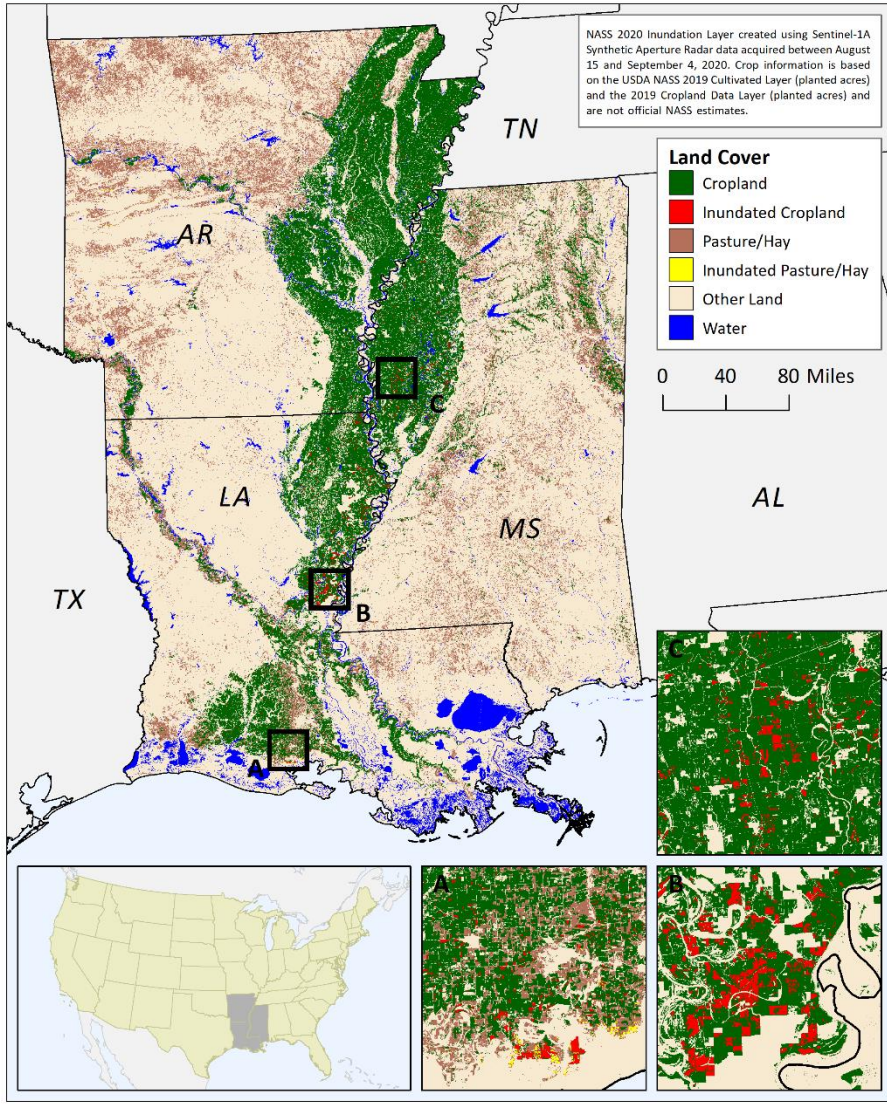 NASS 2020 Inundation Layer created using Sentinel-1A
Synthetic Aperture Radar data acquired between August
15 and September 4, 2020. Crop information is based
on the USDA NASS 2019 Cultivated Layer (planted acres)
and the 2019 Cropland Data Layer (planted acres) and
are not official NASS estimates.
TN
Land Cover
Cropland
Inundated Cropland
Pasture/Hay
Inundated Pasture/Hay
Other Land
Water
0 40 80 Miles
AR
C
LA
MS
AL
TX
B
A
C
A
B